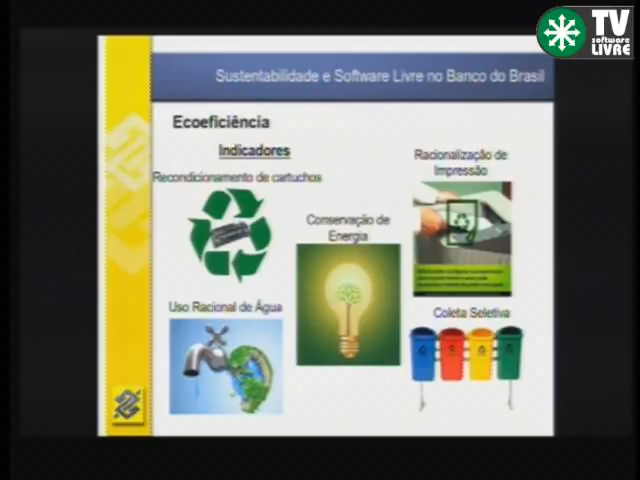 TV
software
LIVRE
Sustentabilidade e Software Livre no Banco do Brasil
Ecoeficiência
Indicadores
Recondicionamento de cartuchos
Racionalização de
Impressão
Conservação de
Energia
Uso Racional de Água
Coleta Seletiva